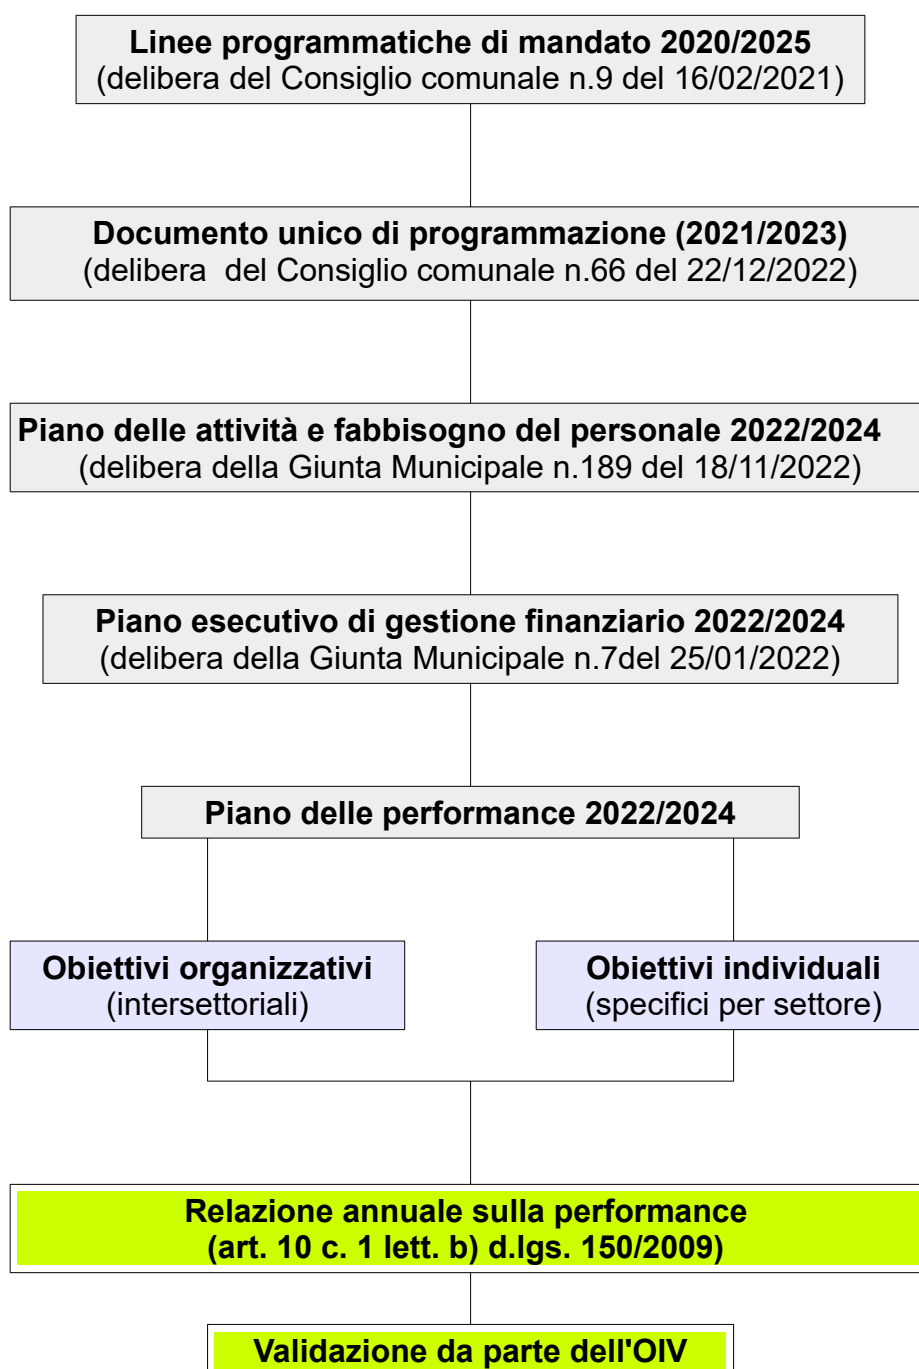 Linee programmatiche di mandato 2020/2025
(delibera del Consiglio comunale n.9 del 16/02/2021)
Documento unico di programmazione (2021/2023)
(delibera  del Consiglio comunale n.66 del 22/12/2022)
Piano delle attività e fabbisogno del personale 2022/2024
(delibera della Giunta Municipale n.189 del 18/11/2022)
Piano esecutivo di gestione finanziario 2022/2024
(delibera della Giunta Municipale n.7del 25/01/2022)
Piano delle performance 2022/2024
Obiettivi organizzativi
(intersettoriali)
Obiettivi individuali
(specifici per settore)
Relazione annuale sulla performance
(art. 10 c. 1 lett. b) d.lgs. 150/2009)
Validazione da parte dell'OIV